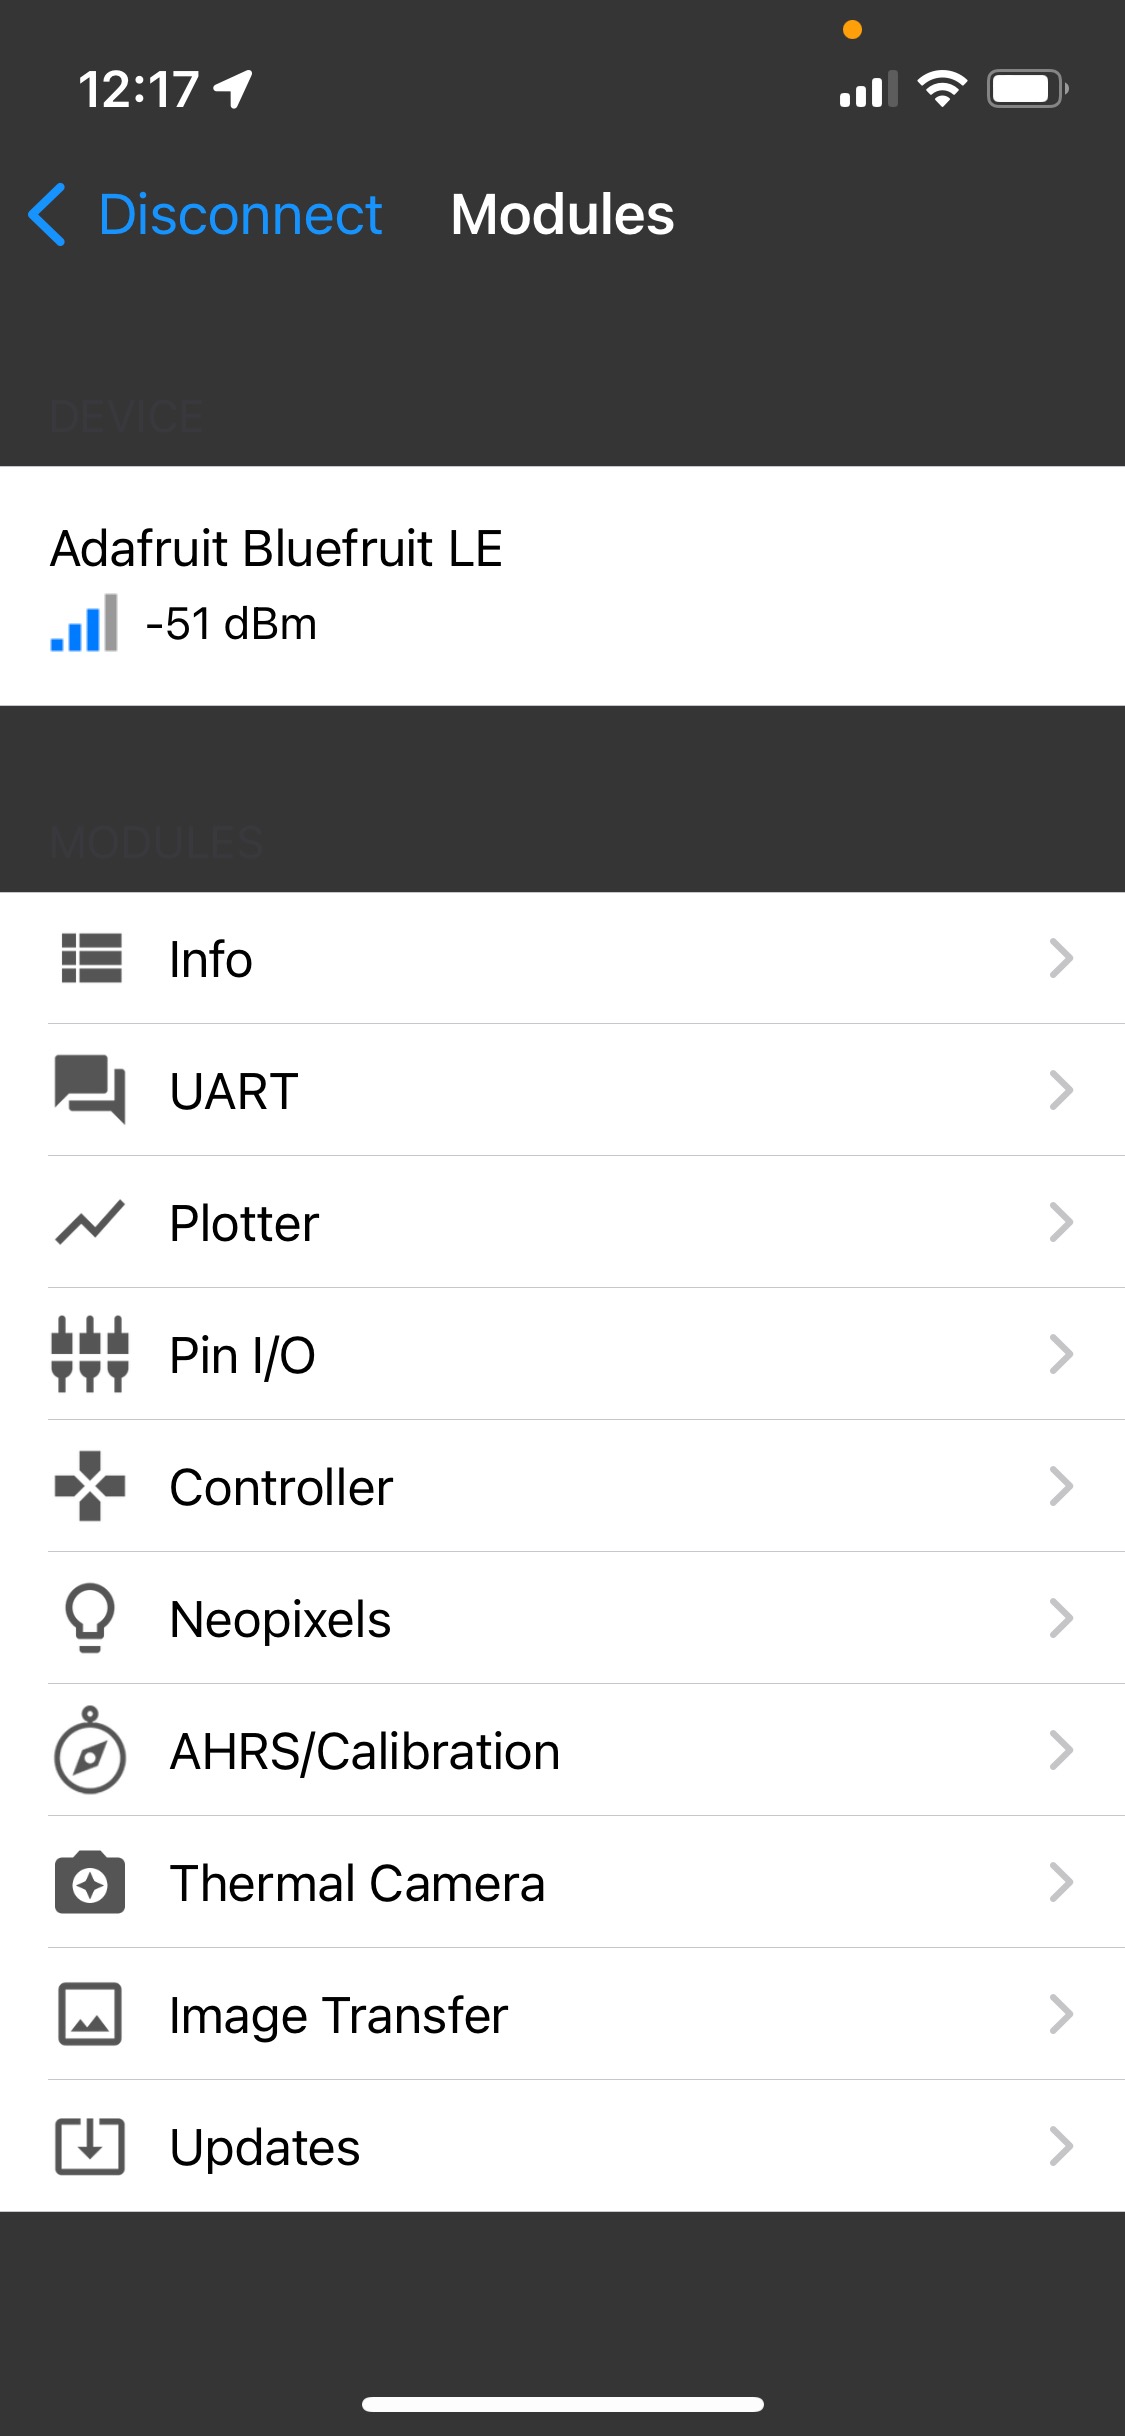 12:17
Disconnect Modules
DEVICE
Adafruit Bluefruit LE
-51 dBm
MODULES
Info
UART
Plotter
Pin I/O
Controller
Neopixels
AHRS/Calibration
Thermal Camera
Image Transfer
Updates